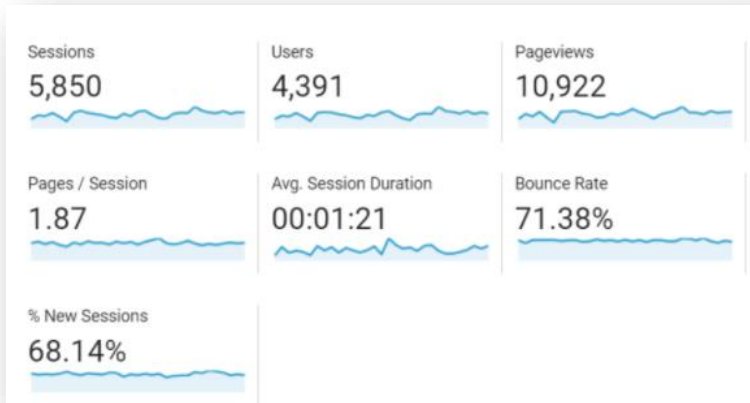 Sessions
5,850
Users
4,391
Pageviews
10,922
Pages / Session
1.87
Avg. Session Duration
00:01:21
Bounce Rate
71.38%
% New Sessions
68.14%